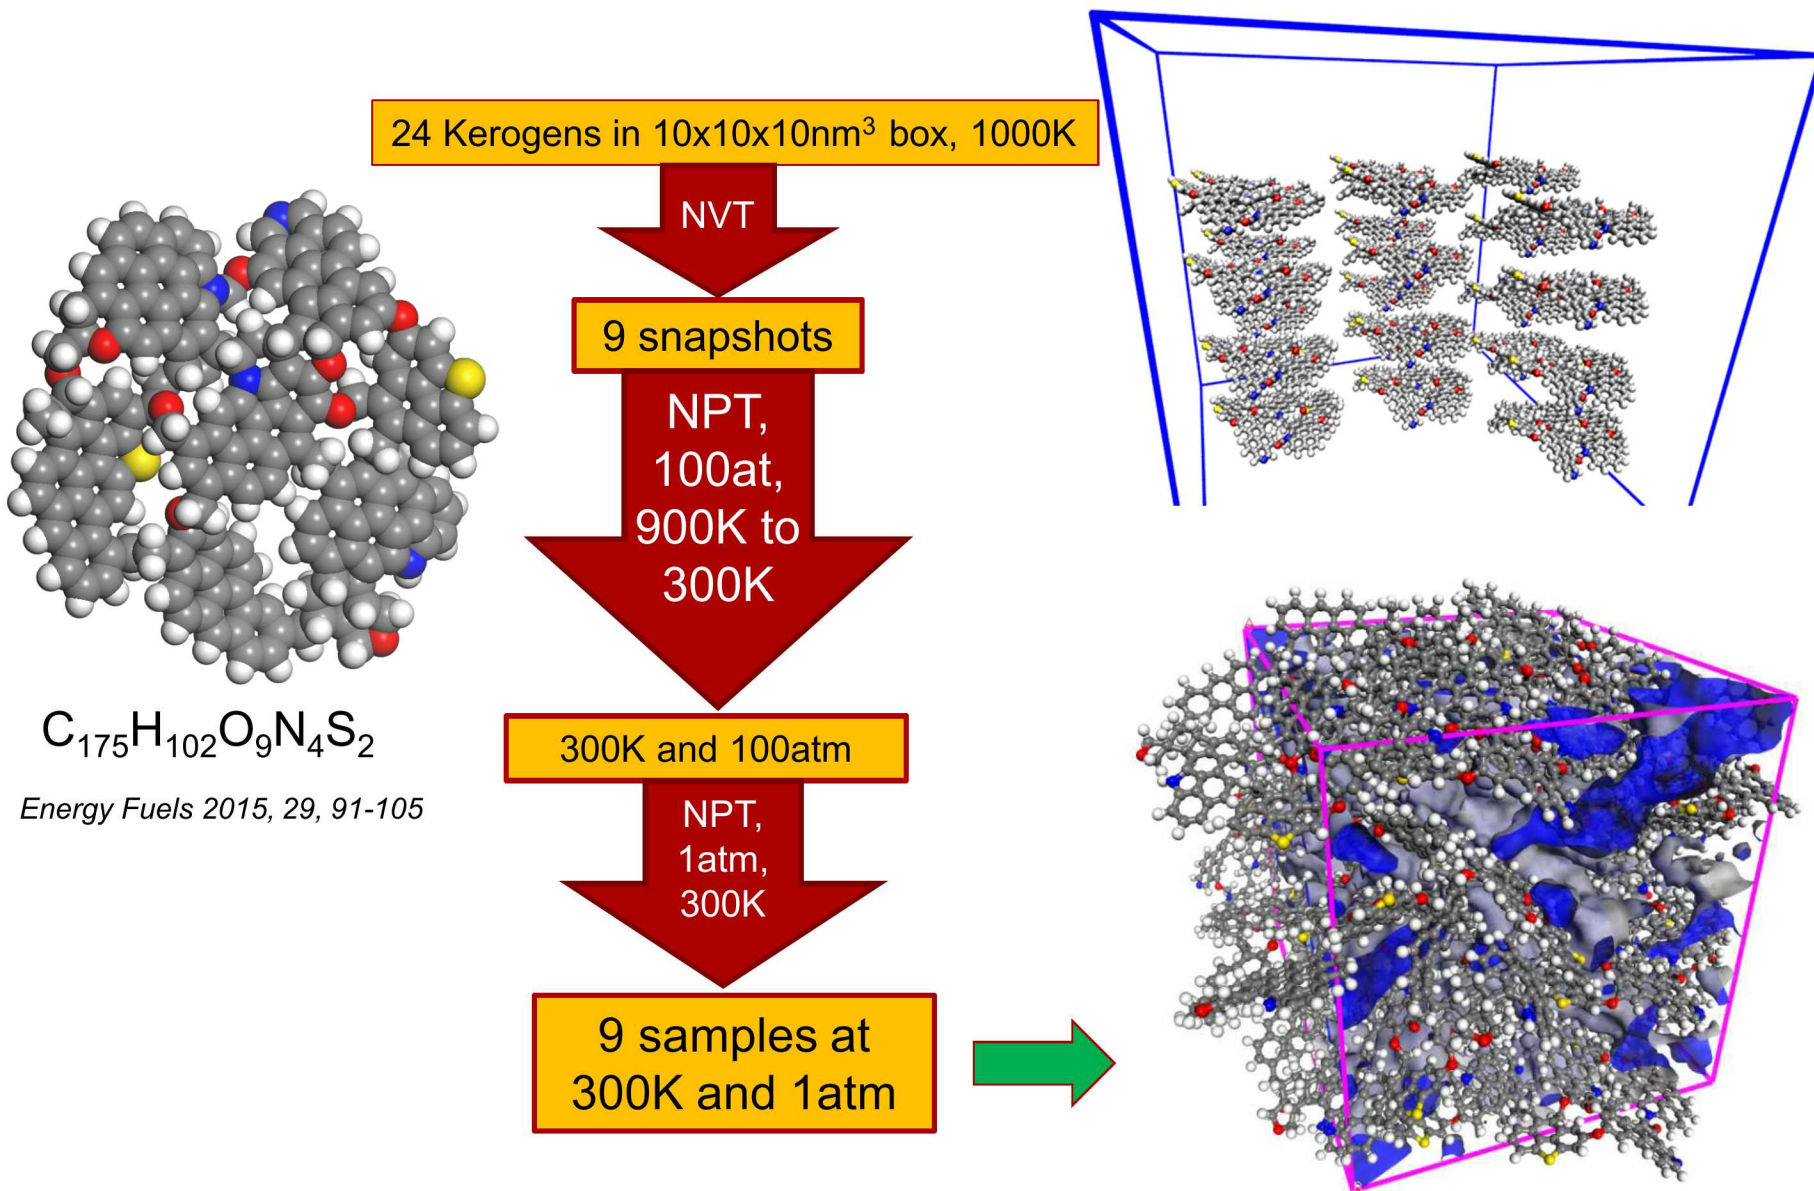 24 Kerogens in 10x10x10nm³ box, 1000K
NVT
9 snapshots
NPT,
100at,
900K to
300K
C₁₇₅H₁₀₂O₉N₄S₂
Energy Fuels 2015, 29, 91-105
300K and 100atm
NPT,
1atm,
300K
9 samples at
300K and 1atm